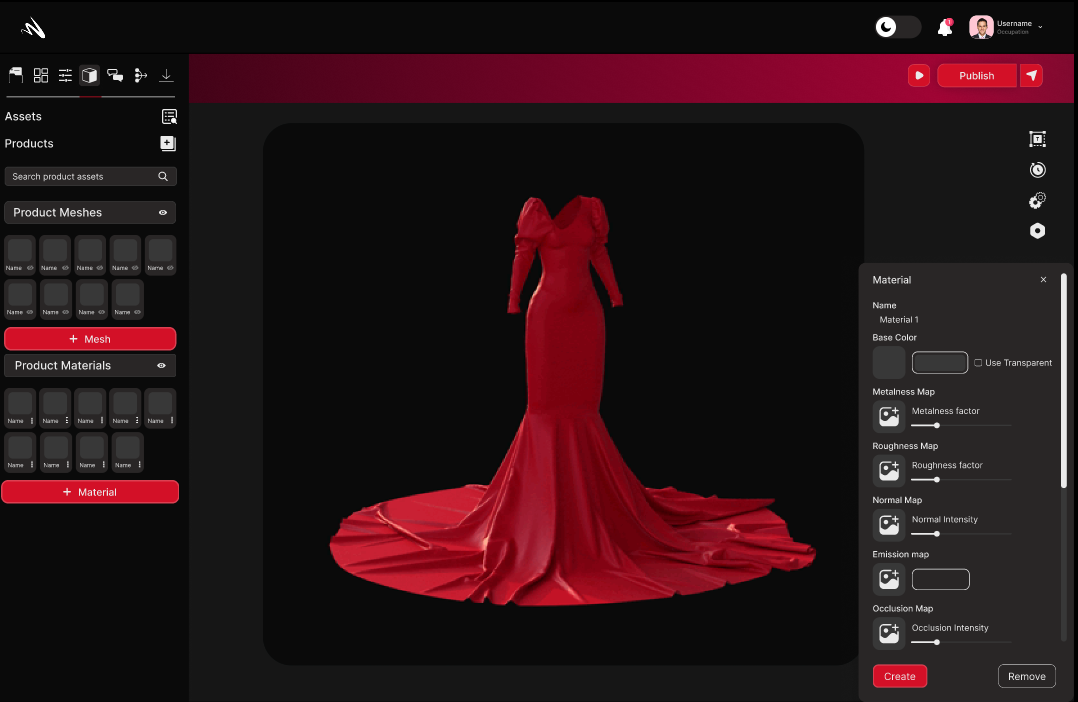 1
Username
Occupation
Publish
Assets
Products
Search product assets
Product Meshes
Name Name Name Name Name
Name Name Name Name
+ Mesh
Product Materials
Name Name Name Name Name
Name Name Name Name
+ Material
T
Material
Name
Material 1
Base Color
Use Transparent
Metalness Map
Metalness factor
Roughness Map
Roughness factor
Normal Map
Normal Intensity
Emission map
Occlusion Map
Occlusion Intensity
Create Remove